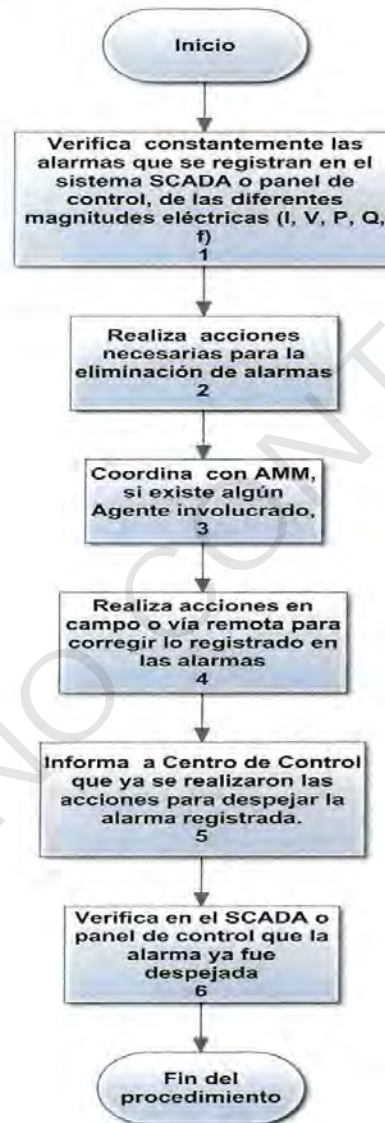 Inicio
Verifica constantemente las
alarmas que se registran en el
sistema SCADA o panel de
control, de las diferentes
magnitudes eléctricas (I, V, P, Q,
f)
1
Realiza acciones
necesarias para la
eliminación de alarmas
2
Coordina con AMM,
si existe algún
Agente involucrado,
3
Realiza acciones en
campo o vía remota para
corregir lo registrado en
las alarmas
4
Informa a Centro de Control
que ya se realizaron las
acciones para despejar la
alarma registrada.
5
Verifica en el SCADA o
panel de control que la
alarma ya fue
despejada
6
Fin del
procedimiento
NO CONT